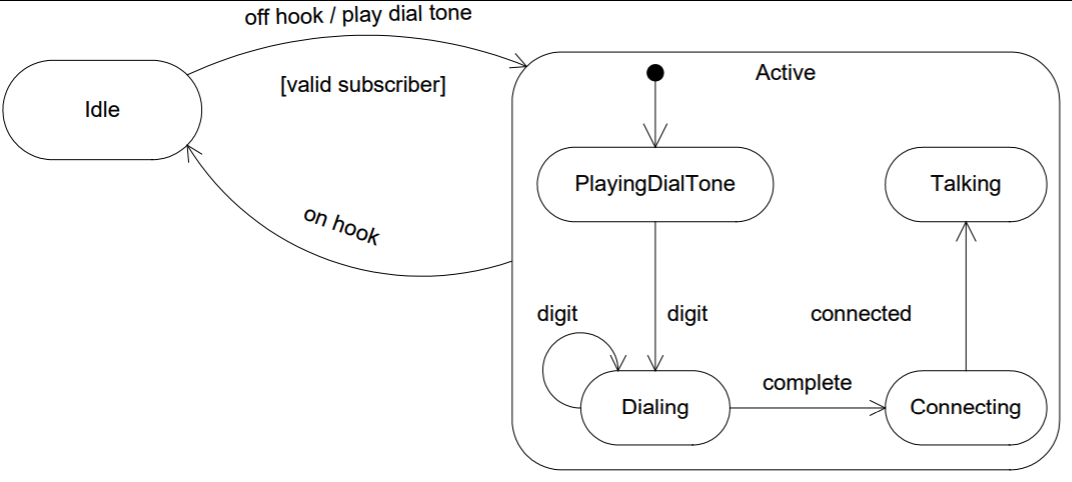 off hook / play dial tone
[valid subscriber]
Idle
Active
PlayingDialTone
Talking
on hook
digit
digit
connected
complete
Dialing
Connecting